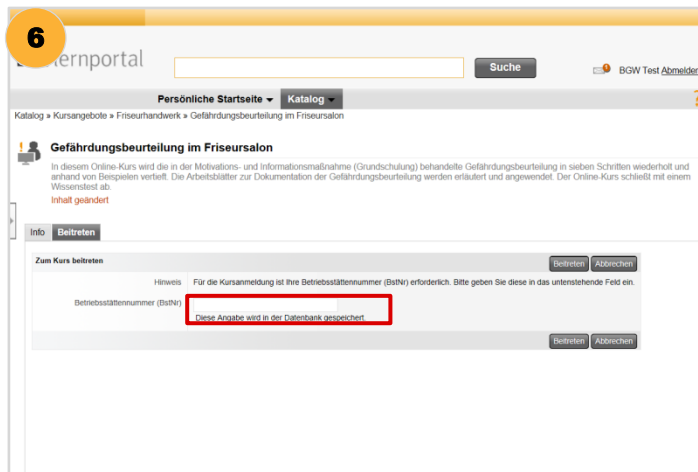 6
ernportal
Suche
BGW Test Abmelden
Persönliche Startseite Katalog
Katalog » Kursangebote » Friseurhandwerk » Gefährdungsbeurteilung im Friseursalon
Gefährdungsbeurteilung im Friseursalon
In diesem Online-Kurs wird die in der Motivations- und Informationsmaßnahme (Grundschulung) behandelte Gefährdungsbeurteilung in sieben Schritten wiederholt und
anhand von Beispielen vertieft. Die Arbeitsblätter zur Dokumentation der Gefährdungsbeurteilung werden erläutert und angewendet. Der Online-Kurs schließt mit einem
Wissenstest ab.
Inhalt geändert
Info Beitreten
Zum Kurs beitreten Beitreten Abbrechen
Hinweis Für die Kursanmeldung ist Ihre Betriebsstättennummer (BstNr) erforderlich. Bitte geben Sie diese in das untenstehende Feld ein.
Betriebsstättennummer (BstNr)
Diese Angabe wird in der Datenbank gespeichert.
Beitreten Abbrechen